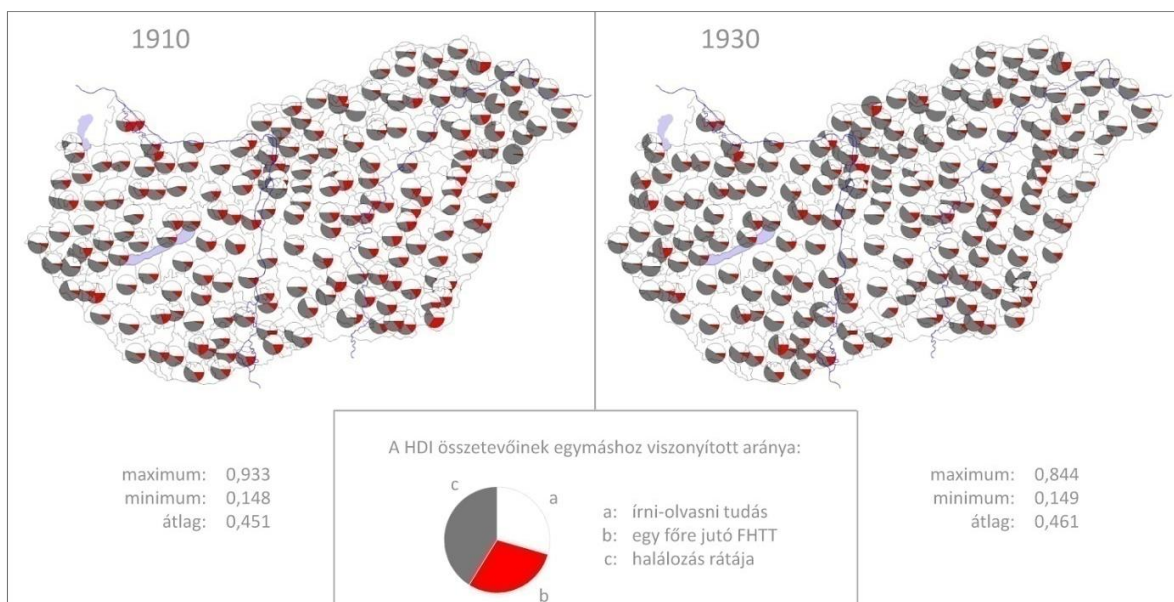 1910
1930
A HDI összetevőinek egymáshoz viszonyított aránya:
maximum: 0,933
minimum: 0,148
átlag: 0,451
c
a
b
a: írni-olvasni tudás
b: egy főre jutó FHTT
c: halálozás rátája
maximum: 0,844
minimum: 0,149
átlag: 0,461